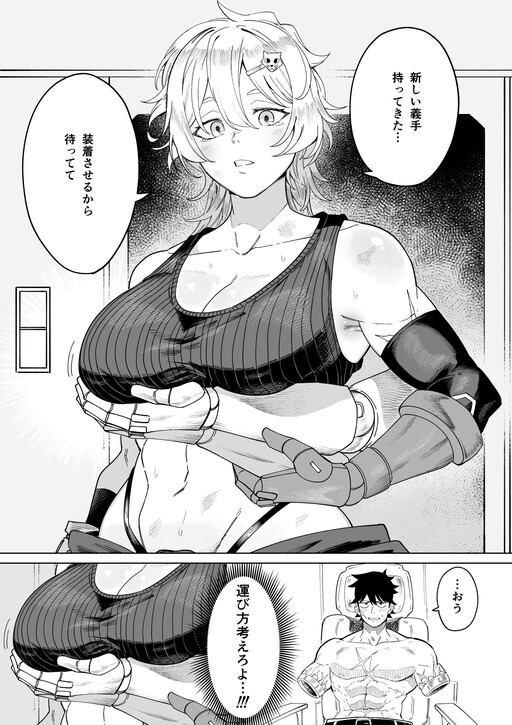 新しい義手
持ってきた…
装着させるから
待ってて
…おう
運び方考えろよ…!!!